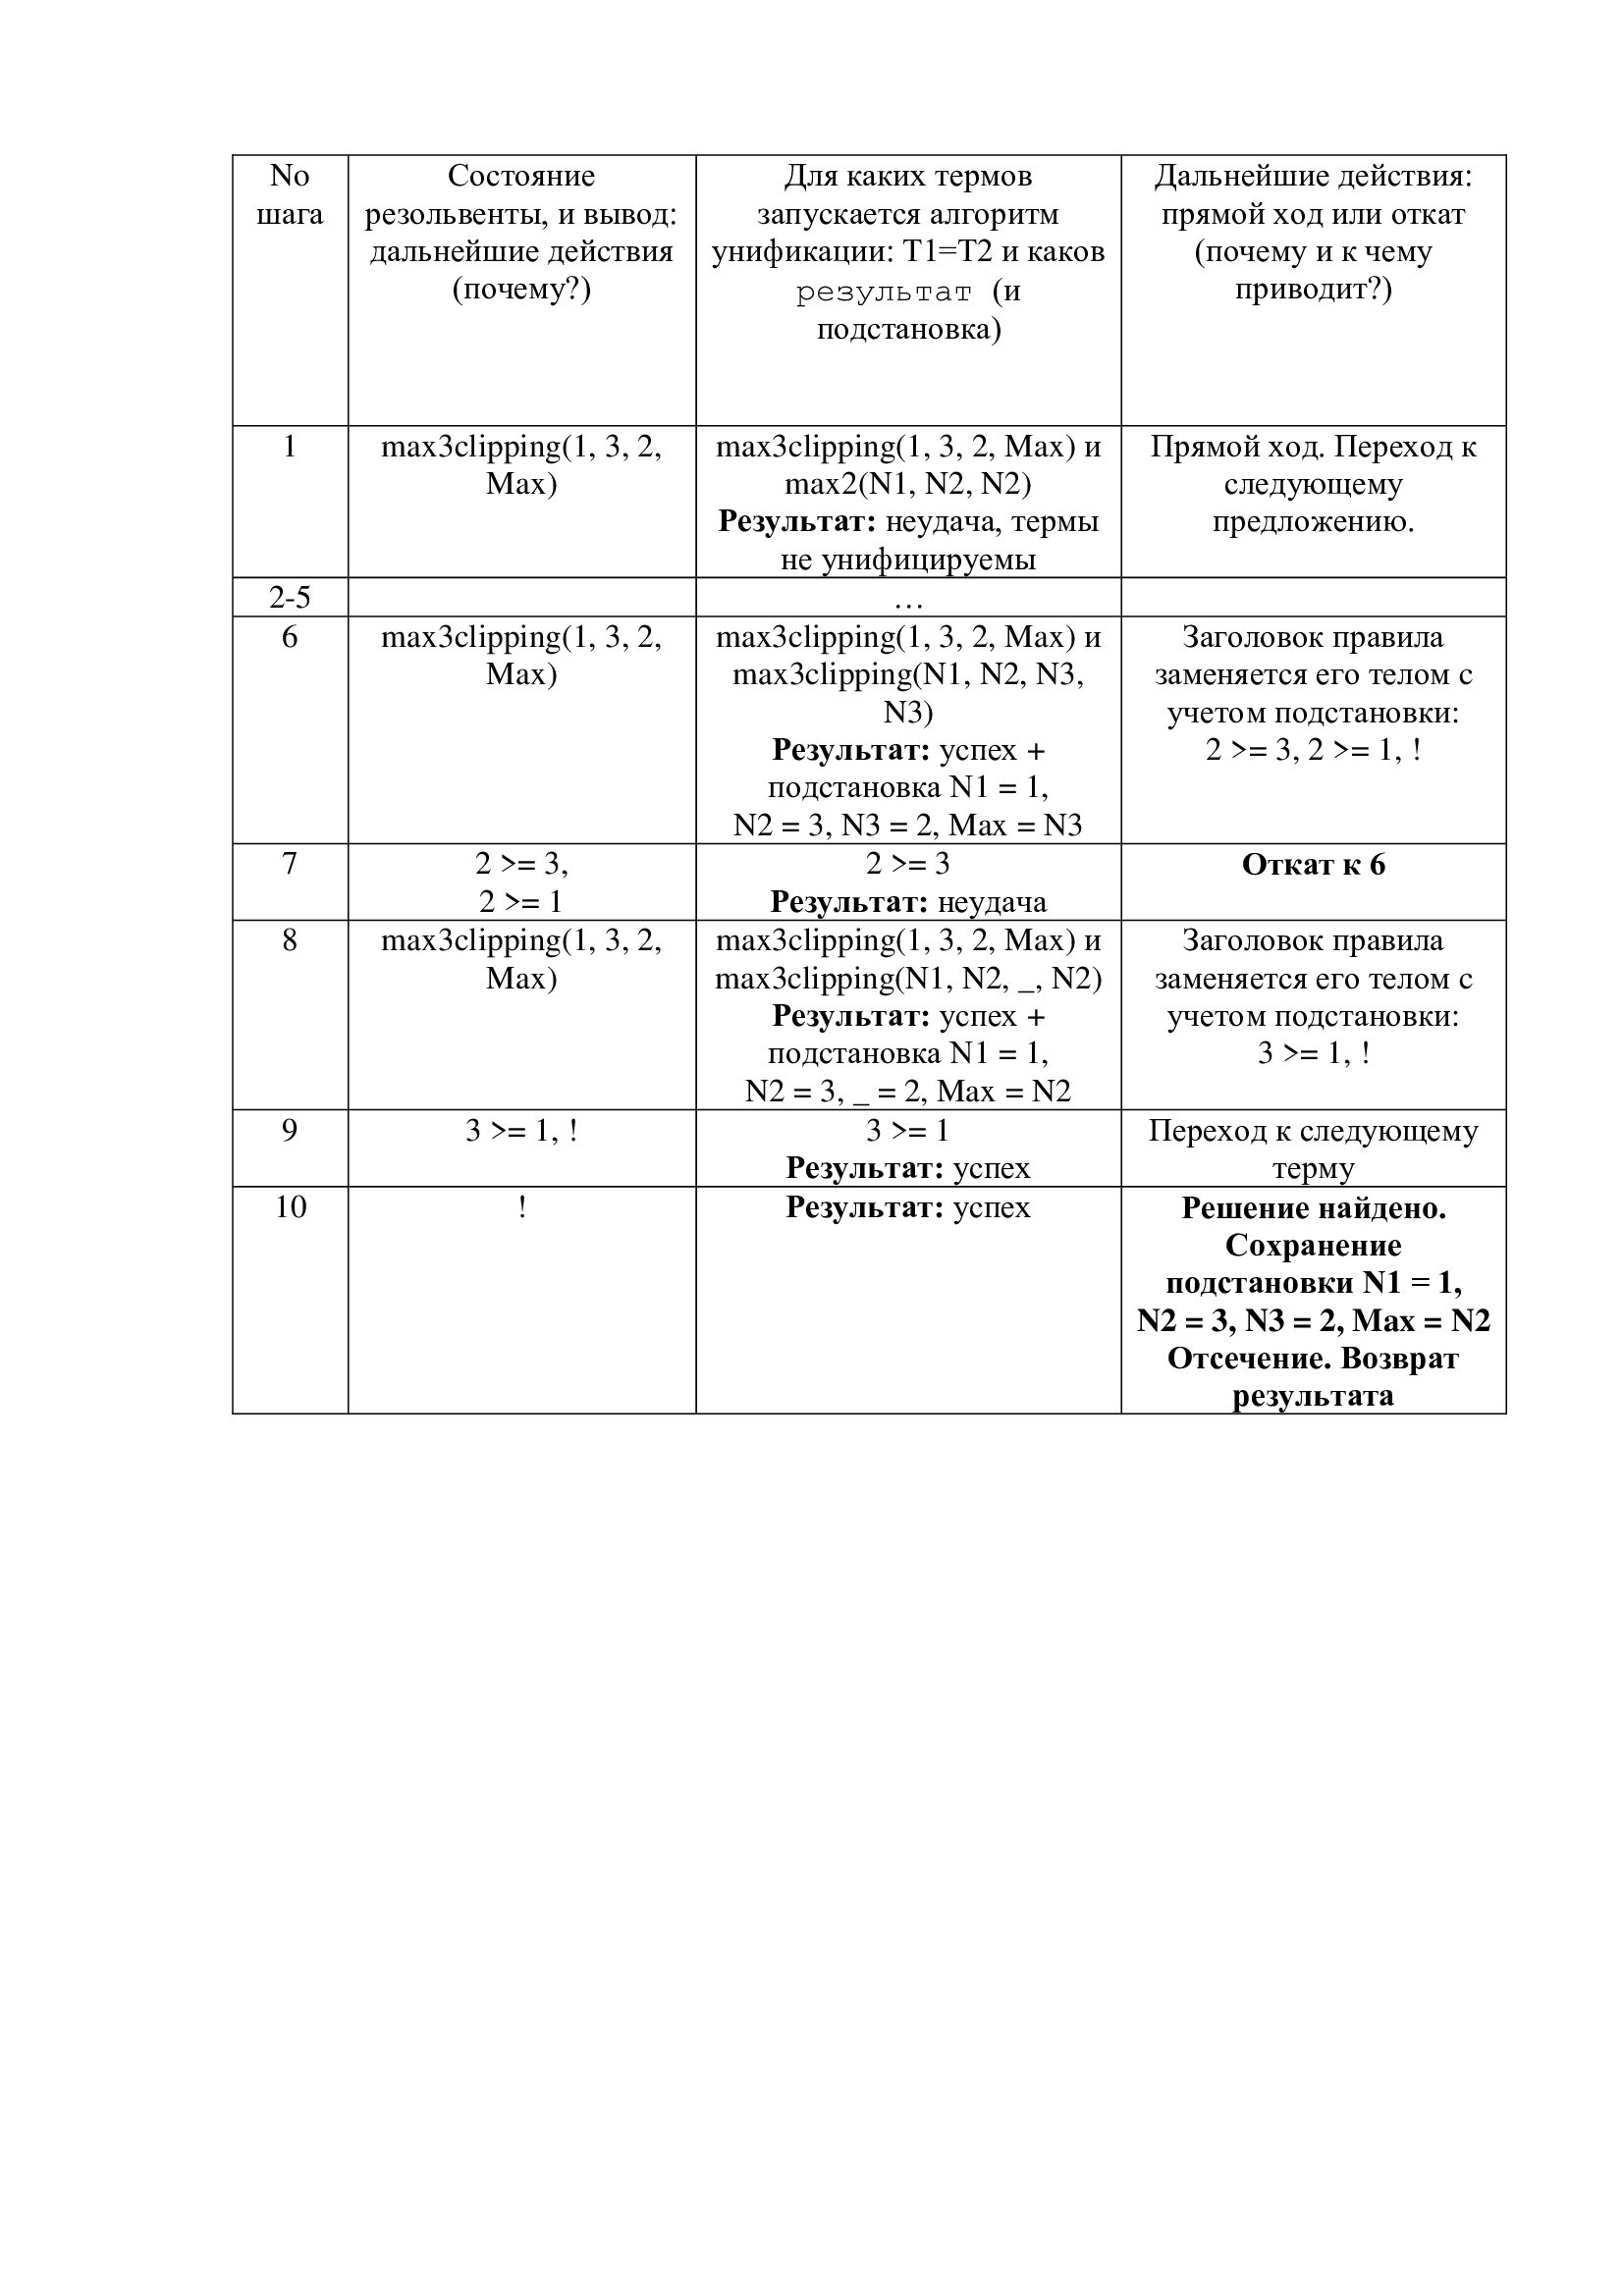 No
шага
Состояние
резольвенты, и вывод:
дальнейшие действия
(почему?)
Для каких термов
запускается алгоритм
унификации: T1=T2 и каков
результат (и
подстановка)
Дальнейшие действия:
прямой ход или откат
(почему и к чему
приводит?)
1
max3clipping(1, 3, 2,
Max)
max3clipping(1, 3, 2, Max) и
max2(N1, N2, N2)
Результат: неудача, термы
не унифицируемы
Прямой ход. Переход к
следующему
предложению.
2-5
…
6
max3clipping(1, 3, 2,
Max)
max3clipping(1, 3, 2, Max) и
max3clipping(N1, N2, N3,
N3)
Результат: успех +
подстановка N1 = 1,
N2 = 3, N3 = 2, Max = N3
Заголовок правила
заменяется его телом с
учетом подстановки:
2 >= 3, 2 >= 1, !
7
2 >= 3,
2 >= 1
2 >= 3
Результат: неудача
Откат к 6
8
max3clipping(1, 3, 2,
Max)
max3clipping(1, 3, 2, Max) и
max3clipping(N1, N2, _, N2)
Результат: успех +
подстановка N1 = 1,
N2 = 3, _ = 2, Max = N2
Заголовок правила
заменяется его телом с
учетом подстановки:
3 >= 1, !
9
3 >= 1, !
3 >= 1
Результат: успех
Переход к следующему
терму
10
!
Результат: успех
Решение найдено.
Сохранение
подстановки N1 = 1,
N2 = 3, N3 = 2, Max = N2
Отсечение. Возврат
результата